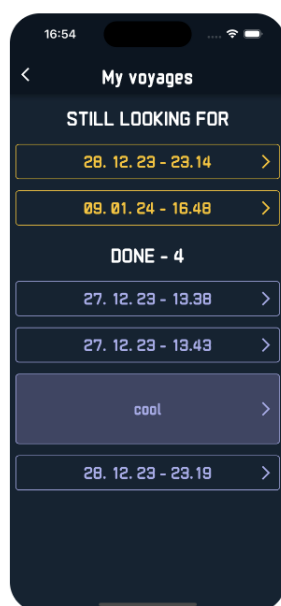 16:54
My voyages
STILL LOOKING FOR
28. 12. 23 - 23.14
09. 01. 24 - 16.48
DONE - 4
27. 12. 23 - 13.38
27. 12. 23 - 13.43
cool
28. 12. 23 - 23.19